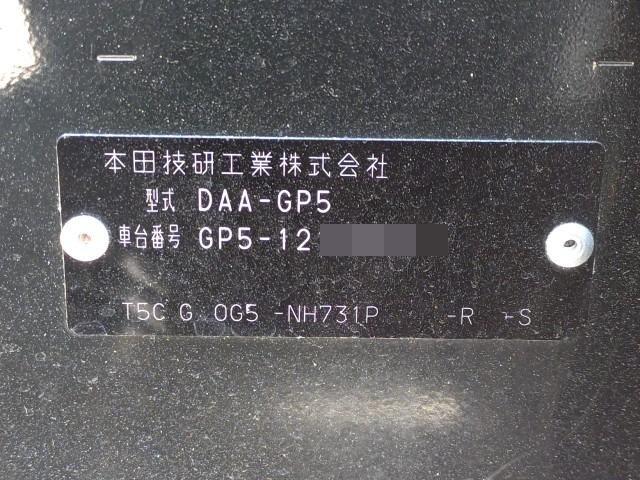 本田技研工業株式会社
型式 DAA-GP5
車台番号 GP5-12
T5C G OG5 -NH731P -R -S